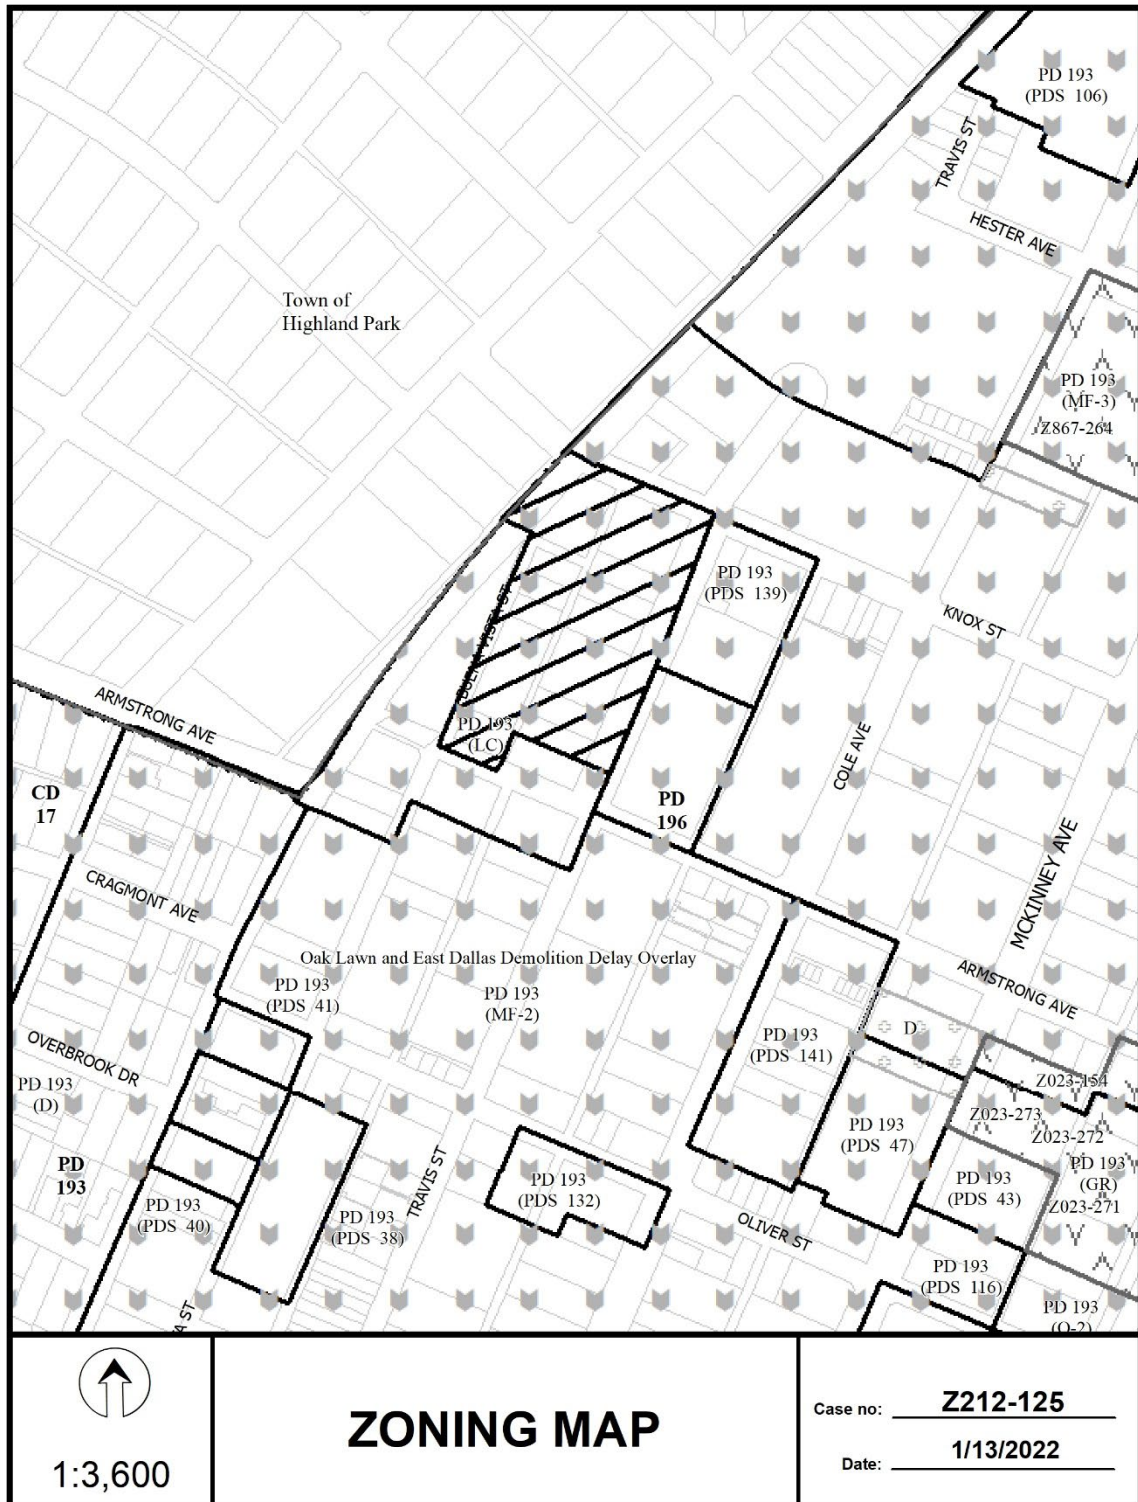 PD 193
(PDS 106)
TRAVIS ST
HESTER AVE
Town of
Highland Park
PD 193
(MF-3)
Z867-264
PD 193
(PDS 139)
KNOX ST
BUENA VISTA ST
ARMSTRONG AVE
PD 193
(LC)
COLE AVE
CD
17
PD
196
MCKINNEY AVE
CRAGMONT AVE
Oak Lawn and East Dallas Demolition Delay Overlay
PD 193
(PDS 41)
PD 193
(MF-2)
ARMSTRONG AVE
D
PD 193
(PDS 141)
OVERBROOK DR
PD 193
(D)
Z023-154
Z023-273
Z023-272
PD 193
(PDS 47)
PD
193
PD 193
(GR)
PD 193
(PDS 43)
Z023-271
PD 193
(PDS 132)
PD 193
(PDS 40)
TRAVIS ST
PD 193
(PDS 38)
OLIVER ST
PD 193
(PDS 116)
PD 193
(O-2)
TA ST
1:3,600
ZONING MAP
Case no: Z212-125
Date: 1/13/2022